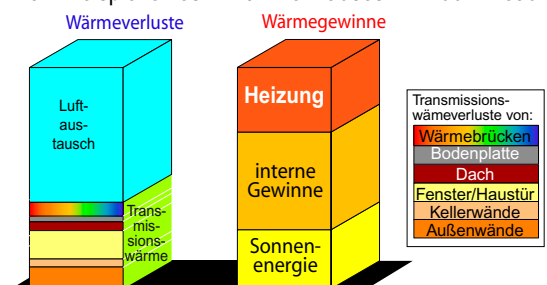 Wärmeverluste
Wärmegewinne
Luft-
aus-
tausch
Trans-
mis-
sions-
wärme
Heizung
interne
Gewinne
Sonnen-
energie
Transmissions-
wämeverluste von:
Wärmebrücken
Bodenplatte
Dach
Fenster/Haustür
Kellerwände
Außenwände